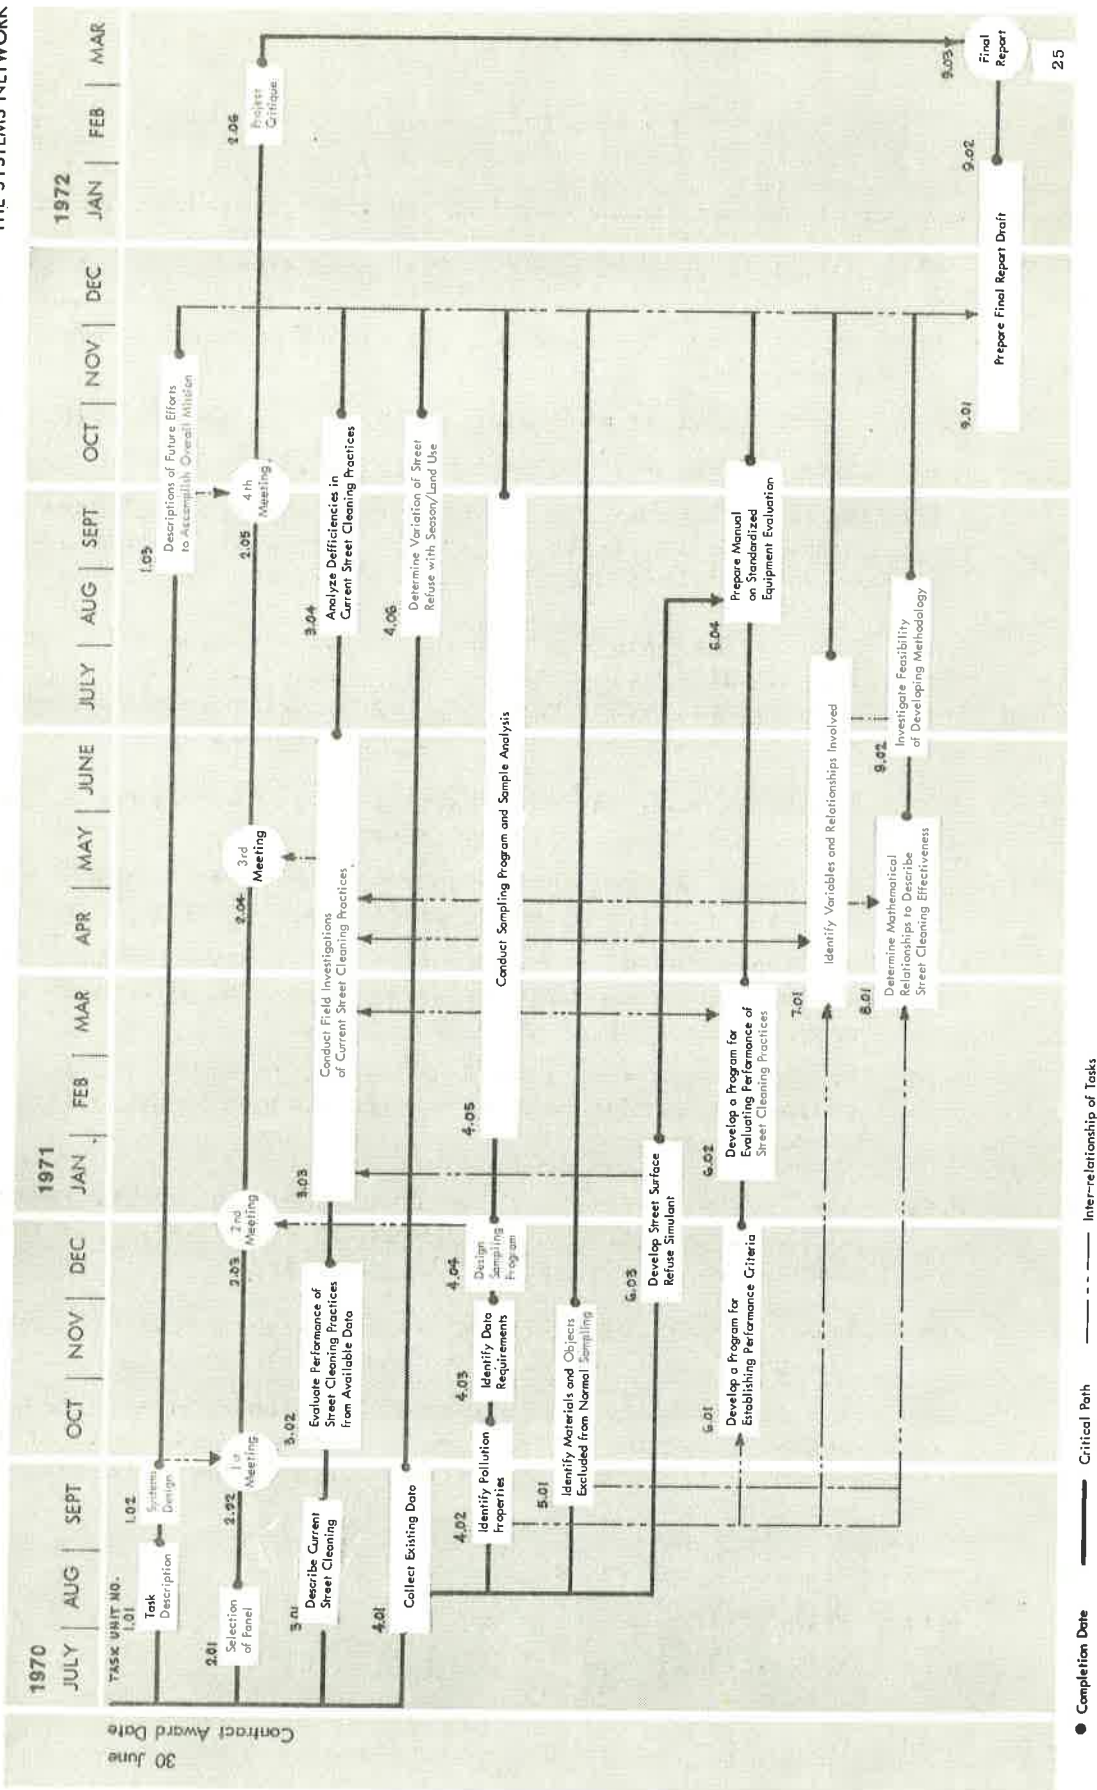 THE SYSTEMS NETWORK
30 June
Contract Award Date
1970
JULY | AUG | SEPT
OCT | NOV | DEC
1971
JAN | FEB | MAR
APR | MAY | JUNE
JULY | AUG | SEPT
OCT | NOV | DEC
1972
JAN | FEB | MAR
TASK UNIT NO.
1.01
Task
Description
1.02
Systems
Design
1.03
Descriptions of Future Efforts
to Accomplish Overall Mission
2.01
Selection
of Panel
2.02
1st
Meeting
2.03
2nd
Meeting
2.04
3rd
Meeting
2.05
4th
Meeting
2.06
Project
Critique
Describe Current
Street Cleaning
3.02
Evaluate Performance of
Street Cleaning Practices
from Available Data
3.03
Conduct Field Investigations
of Current Street Cleaning Practices
3.04
Analyze Defficiencies in
Current Street Cleaning Practices
4.01
Collect Existing Data
4.06
Determine Variation of Street
Refuse with Season/Land Use
4.02
Identify Pollution
Properties
4.03
Identify Data
Requirements
4.04
Design
Sampling
Program
4.05
Conduct Sampling Program and Sample Analysis
5.01
Identify Materials and Objects
Excluded from Normal Sampling
6.03
Develop Street Surface
Refuse Simulant
6.01
Develop a Program for
Establishing Performance Criteria
6.02
Develop a Program for
Evaluating Performance of
Street Cleaning Practices
6.04
Prepare Manual
on Standardized
Equipment Evaluation
7.01
Identify Variables and Relationships Involved
8.01
Determine Mathematical
Relationships to Describe
Street Cleaning Effectiveness
Investigate Feasibility
of Developing Methodology
9.01
Prepare Final Report Draft
9.02
9.03
Final
Report
25
● Completion Date
Critical Path
Inter-relationship of Tasks